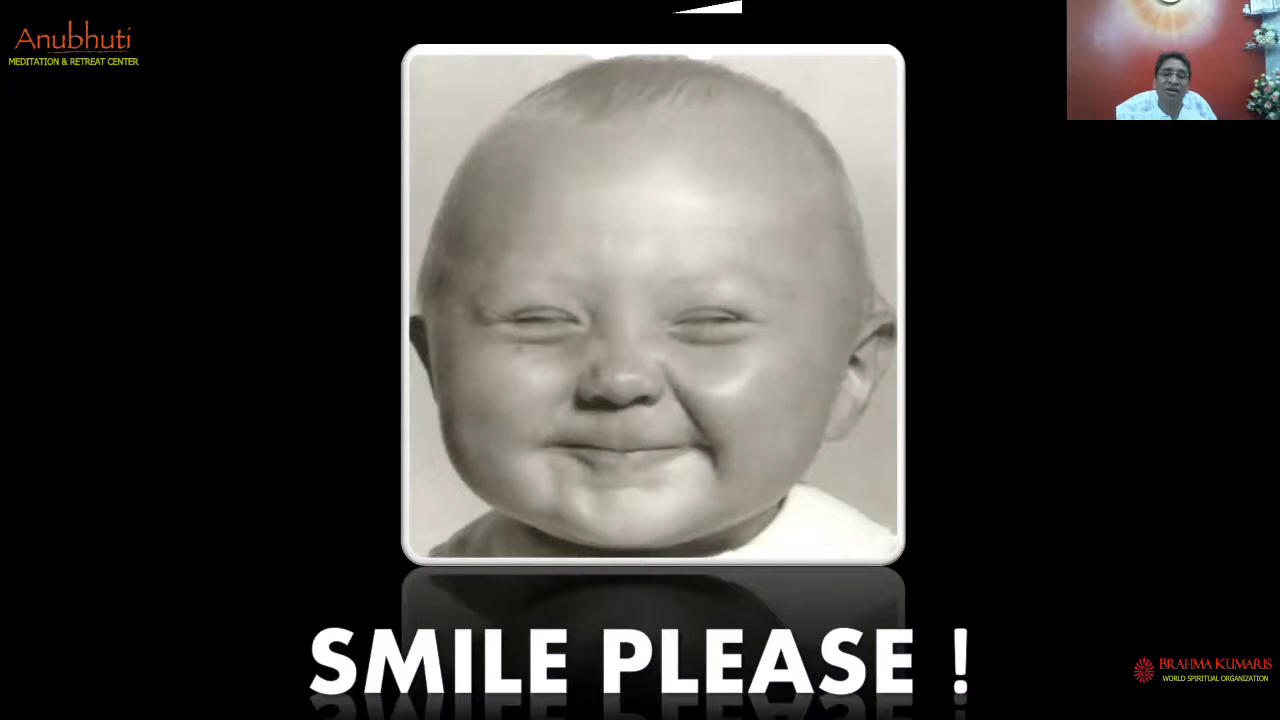 Anubhuti
MEDITATION & RETREAT CENTER
SMILE PLEASE !
BRAHMA KUMARIS
WORLD SPIRITUAL ORGANIZATION